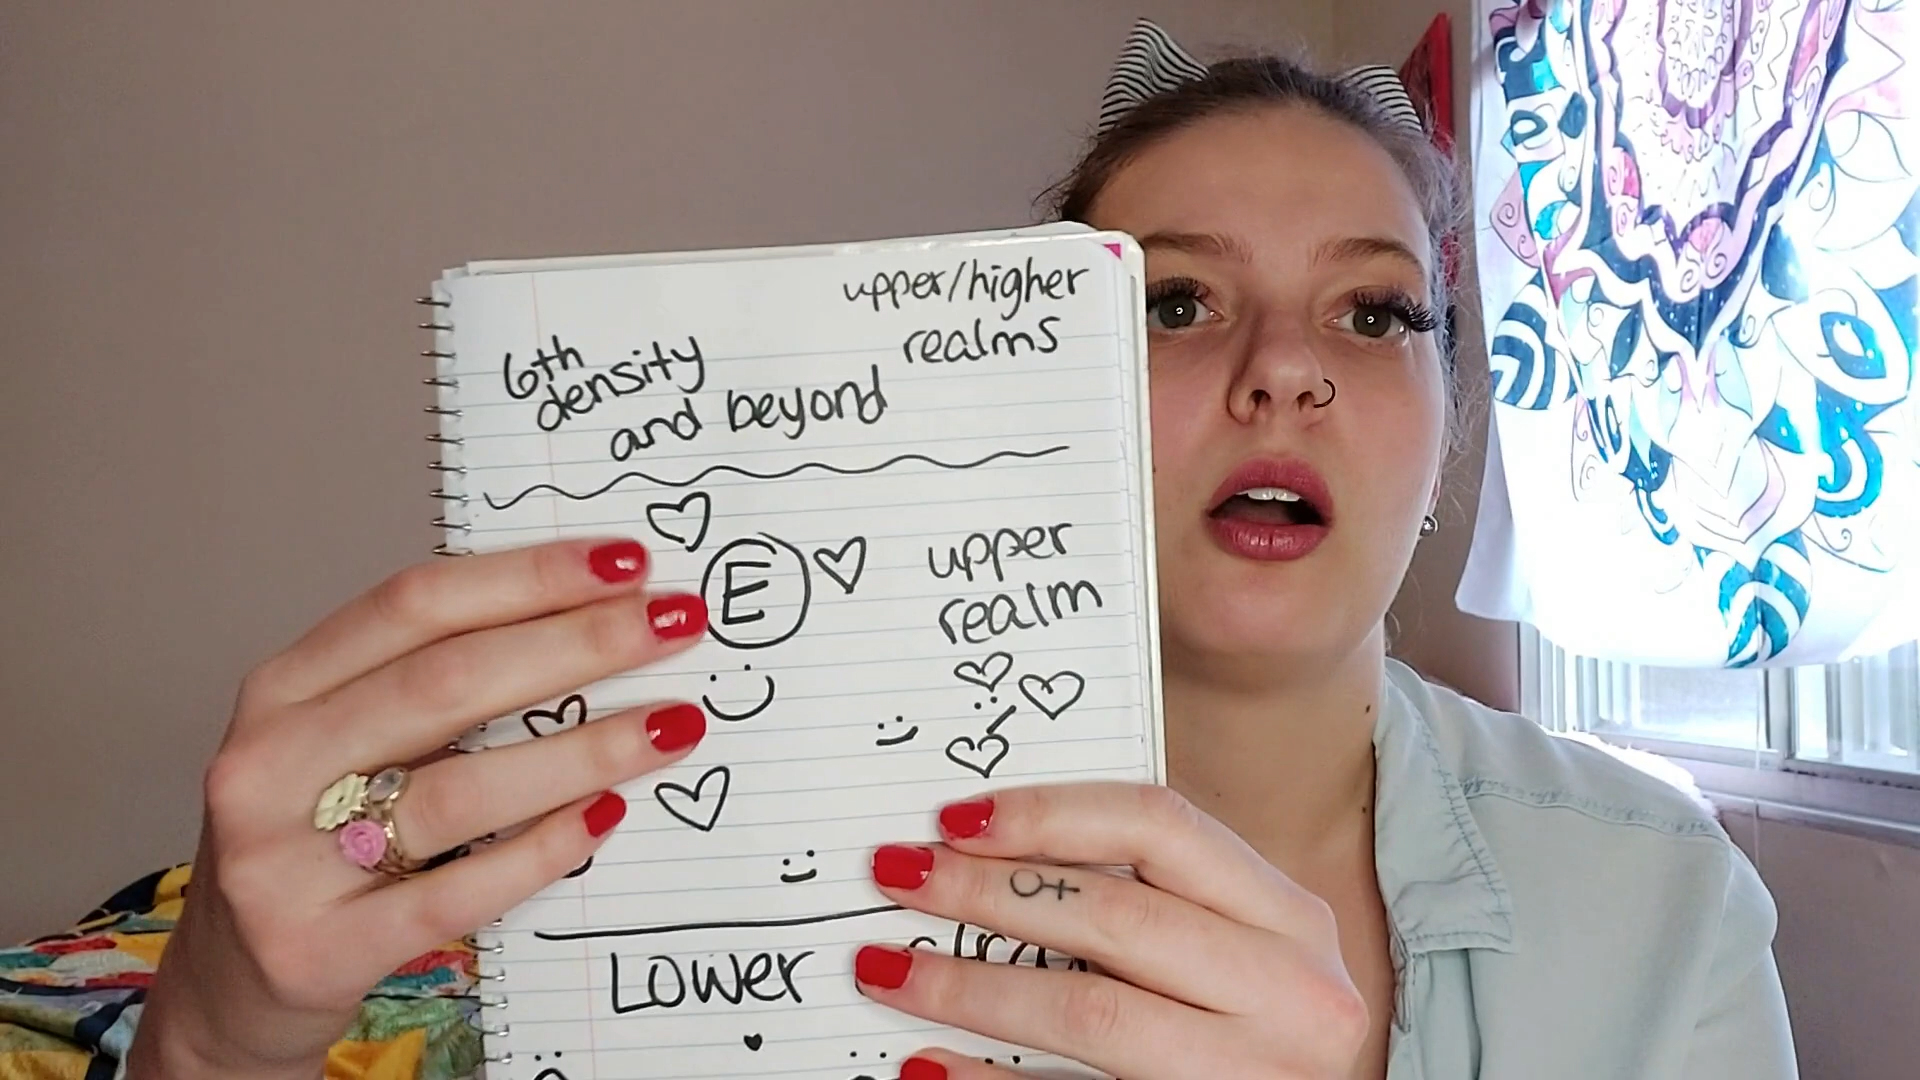 upper/higher
realms
6th
density
and beyond
E
upper
realm
Lower